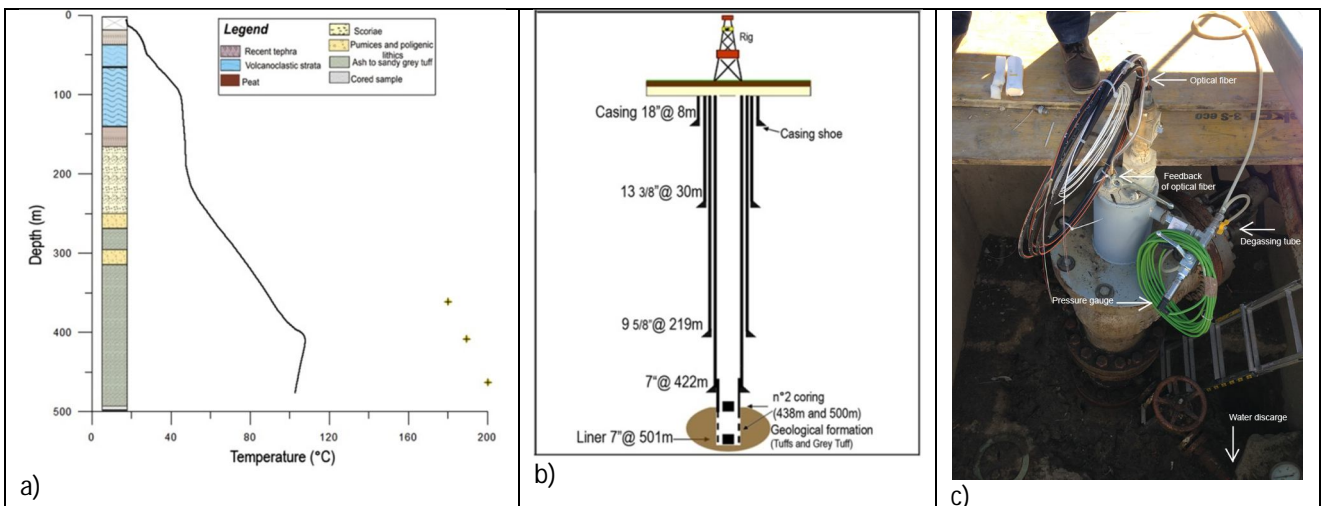 0
100
200
300
400
500
Depth (m)
0
40
80
120
160
200
Temperature (°C)
Legend
Recent tephra
Volcanoclastic strata
Peat
Scoriae
Pumices and poligenic
lithics
Ash to sandy grey tuff
Cored sample
a)
Rig
Casing 18"@ 8m
Casing shoe
13 3/8"@ 30m
9 5/8"@ 219m
7"@ 422m
n°2 coring
(438m and 500m)
Geological formation
(Tuffs and Grey Tuff)
Liner 7"@ 501m
b)
Optical fiber
3-S eco
Feedback
of optical fiber
Degassing tube
Pressure gauge
Water discarge
c)